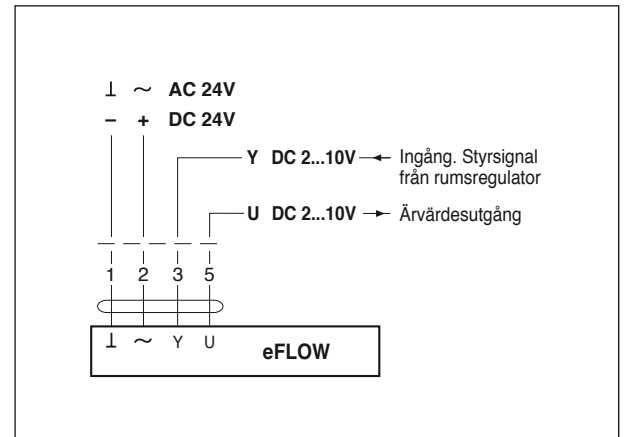 ⊥ ~ AC 24V
– + DC 24V
Y DC 2...10V Ingång. Styrsignal
från rumsregulator
U DC 2...10V Ärvärdesutgång
1 2 3 5
⊥ ~ Y U
eFLOW